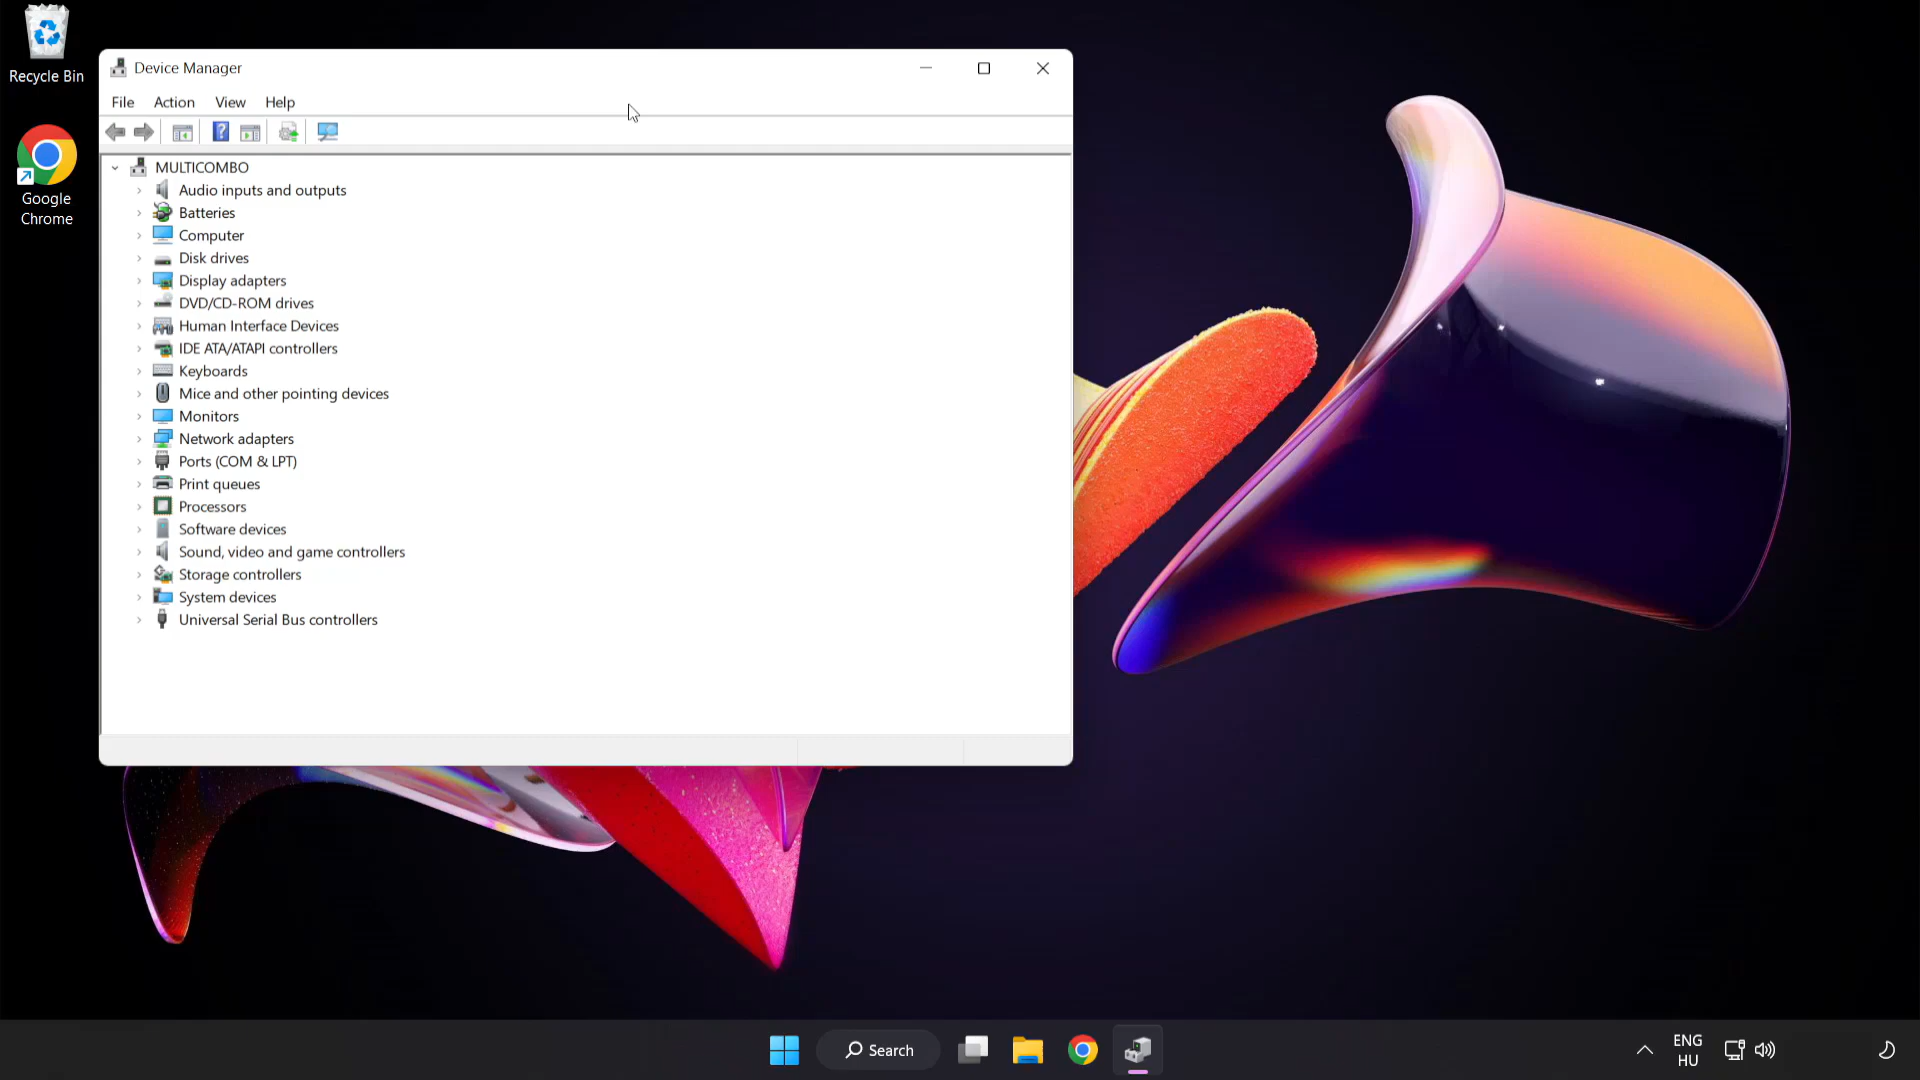 Recycle Bin
Google
Chrome
Device Manager
File Action View Help
MULTICOMBO
Audio inputs and outputs
Batteries
Computer
Disk drives
Display adapters
DVD/CD-ROM drives
Human Interface Devices
IDE ATA/ATAPI controllers
Keyboards
Mice and other pointing devices
Monitors
Network adapters
Ports (COM & LPT)
Print queues
Processors
Software devices
Sound, video and game controllers
Storage controllers
System devices
Universal Serial Bus controllers
Search
ENG
HU